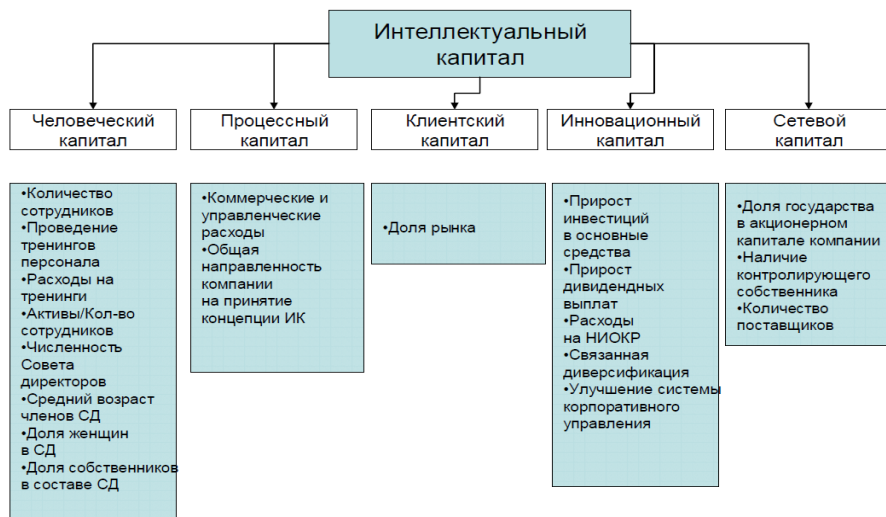 Интеллектуальный
капитал
Человеческий
капитал
Процессный
капитал
Клиентский
капитал
Инновационный
капитал
Сетевой
капитал
•Количество
сотрудников
•Проведение
тренингов
персонала
•Расходы на
тренинги
•Активы/Кол-во
сотрудников
•Численность
Совета
директоров
•Средний возраст
членов СД
•Доля женщин
в СД
•Доля собственников
в составе СД
•Коммерческие и
управленческие
расходы
•Общая
направленность
компании
на принятие
концепции ИК
•Доля рынка
•Прирост
инвестиций
в основные
средства
•Прирост
дивидендных
выплат
•Расходы
на НИОКР
•Связанная
диверсификация
•Улучшение системы
корпоративного
управления
•Доля государства
в акционерном
капитале компании
•Наличие
контролирующего
собственника
•Количество
поставщиков